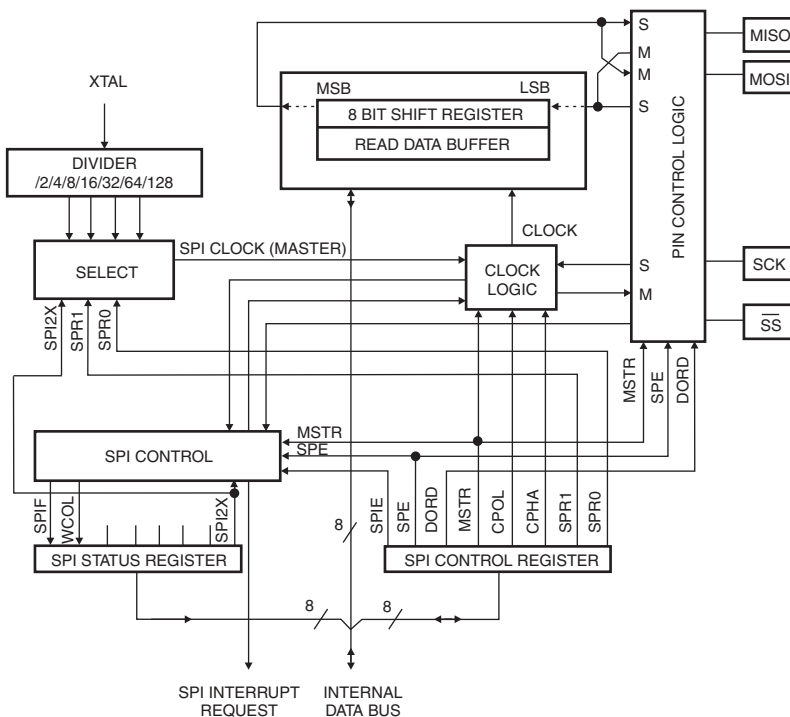 XTAL
DIVIDER
/2/4/8/16/32/64/128
SELECT
SPI2X
SPR1
SPR0
SPI CLOCK (MASTER)
MSB
LSB
8 BIT SHIFT REGISTER
READ DATA BUFFER
CLOCK
CLOCK
LOGIC
S
M
M
S
S
M
PIN CONTROL LOGIC
MISO
MOSI
SCK
SS
MSTR
SPE
DORD
SPI CONTROL
MSTR
SPE
SPIF
WCOL
SPI2X
SPI STATUS REGISTER
SPIE
SPE
DORD
MSTR
CPOL
CPHA
SPR1
SPR0
SPI CONTROL REGISTER
8
8
8
SPI INTERRUPT
REQUEST
INTERNAL
DATA BUS